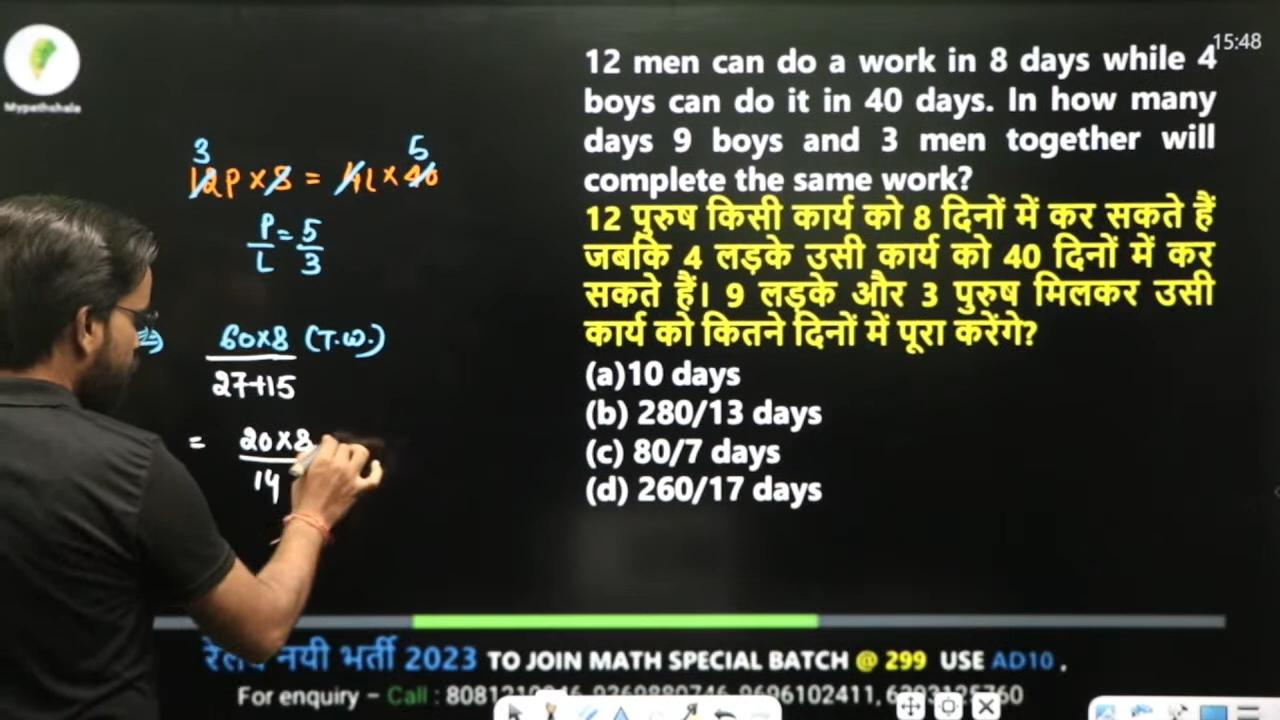 15:48
Mypathshala
12 men can do a work in 8 days while 4
boys can do it in 40 days. In how many
days 9 boys and 3 men together will
complete the same work?
12 पुरुष किसी कार्य को 8 दिनों में कर सकते हैं
जबकि 4 लड़के उसी कार्य को 40 दिनों में कर
सकते हैं। 9 लड़के और 3 पुरुष मिलकर उसी
कार्य को कितने दिनों में पूरा करेंगे?
(a)10 days
(b) 280/13 days
(c) 80/7 days
(d) 260/17 days
3 5
12P × 8 = 4L × 40
P/L = 5/3
⇒ 60×8 (T.W.)
27+15
= 20×8
14
नयी भर्ती 2023 TO JOIN MATH SPECIAL BATCH @ 299 USE AD10 ,
For enquiry – Call :